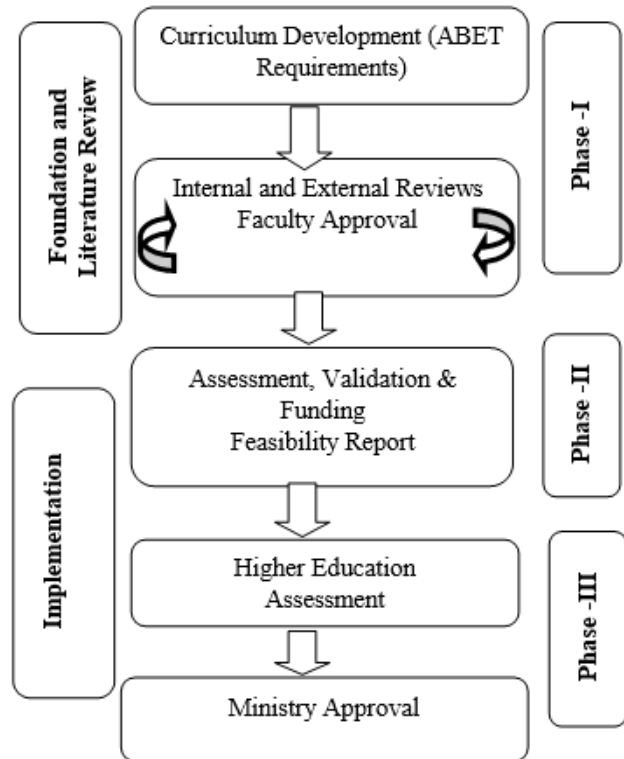 Curriculum Development (ABET
Requirements)
Foundation and
Literature Review
Phase -I
Internal and External Reviews
Faculty Approval
Assessment, Validation &
Funding
Feasibility Report
Phase -II
Implementation
Higher Education
Assessment
Phase -III
Ministry Approval